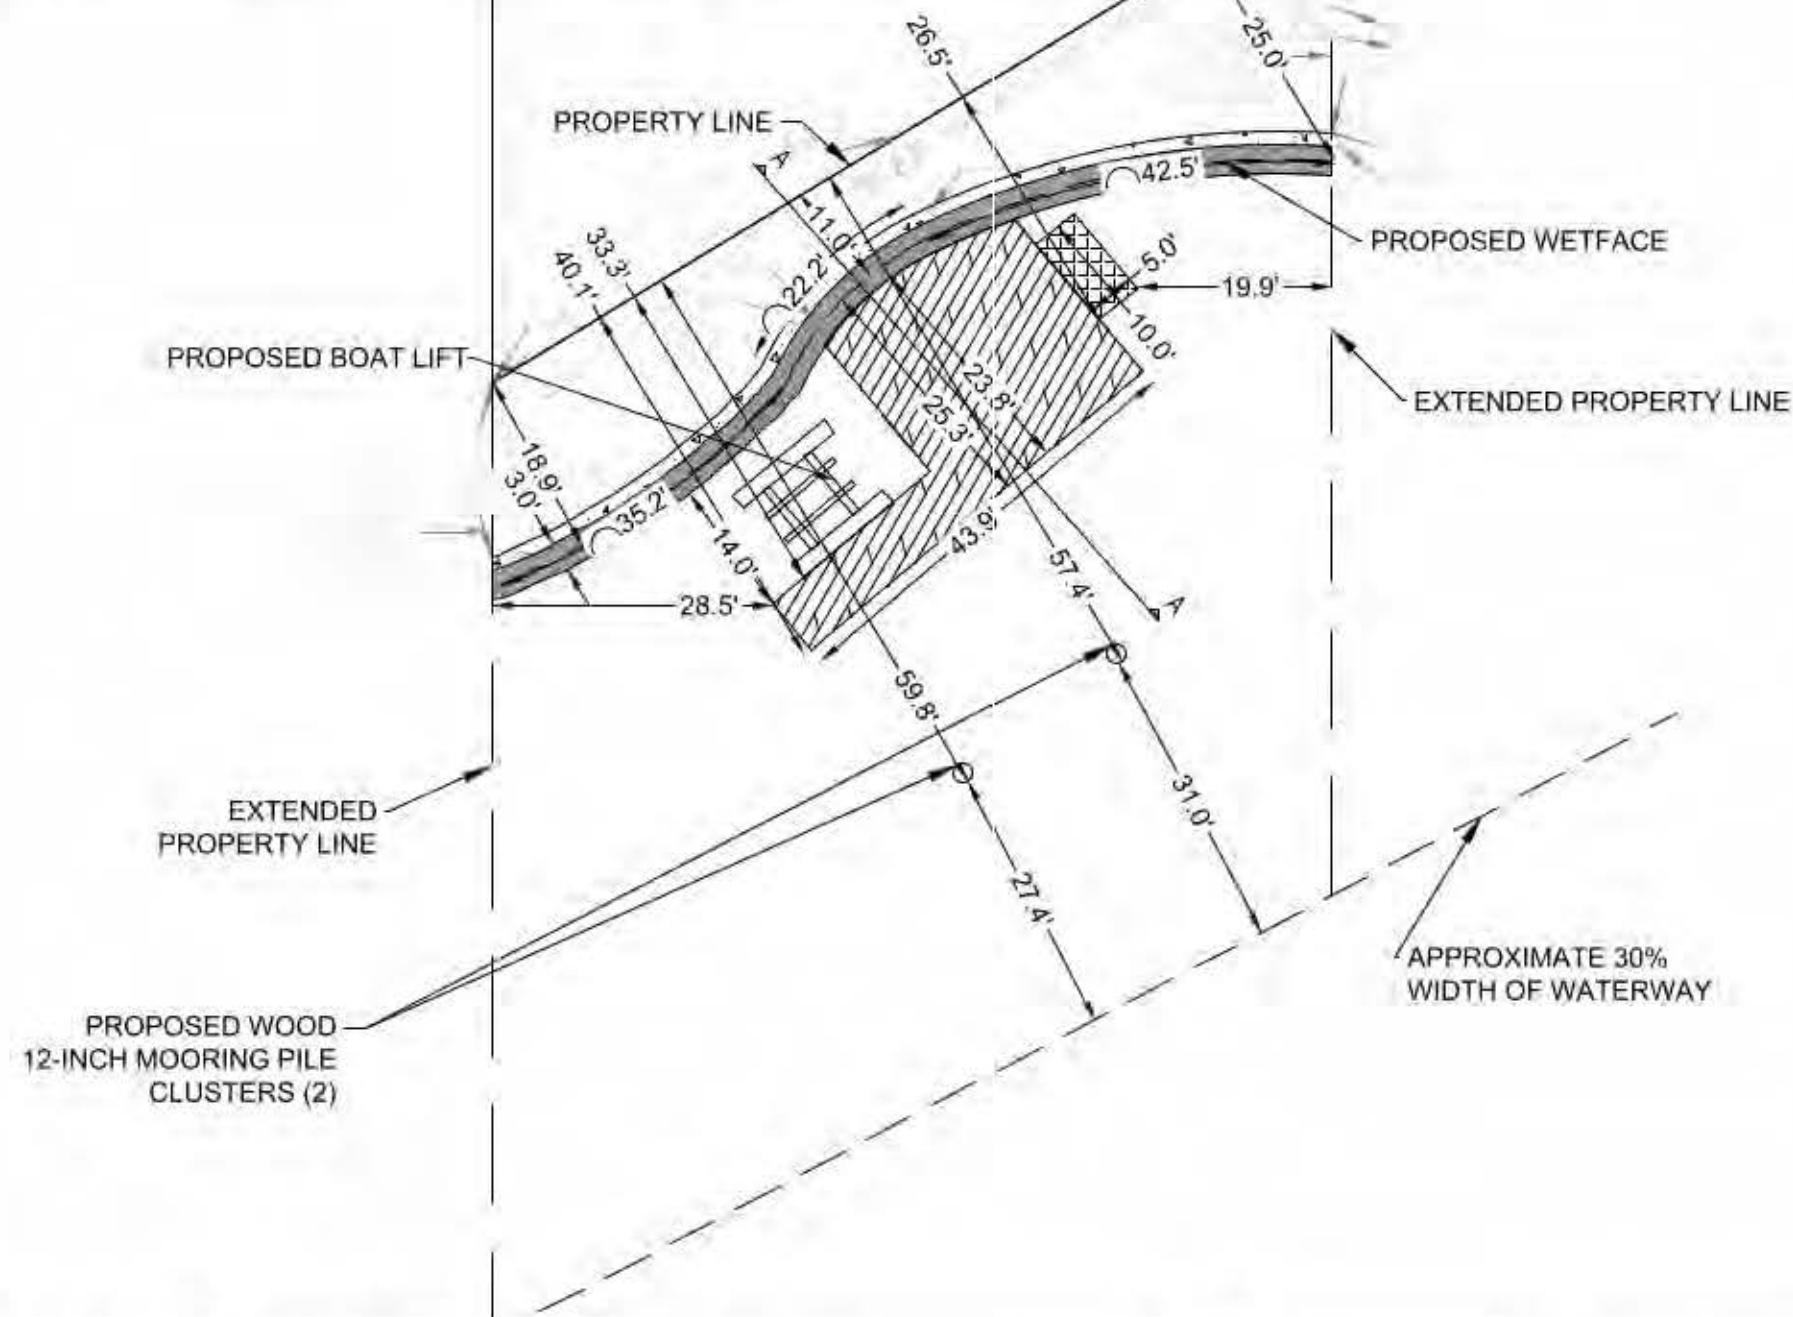 26.5'
25.0'
PROPERTY LINE
A
42.5'
11.0'
33.3'
40.1'
22.2'
5.0'
PROPOSED WETFACE
19.9'
10.0'
PROPOSED BOAT LIFT
23.8'
25.3'
EXTENDED PROPERTY LINE
18.9'
3.0'
35.2'
43.9'
14.0'
57.4'
28.5'
A
59.8'
31.0'
EXTENDED
PROPERTY LINE
27.4'
APPROXIMATE 30%
WIDTH OF WATERWAY
PROPOSED WOOD
12-INCH MOORING PILE
CLUSTERS (2)